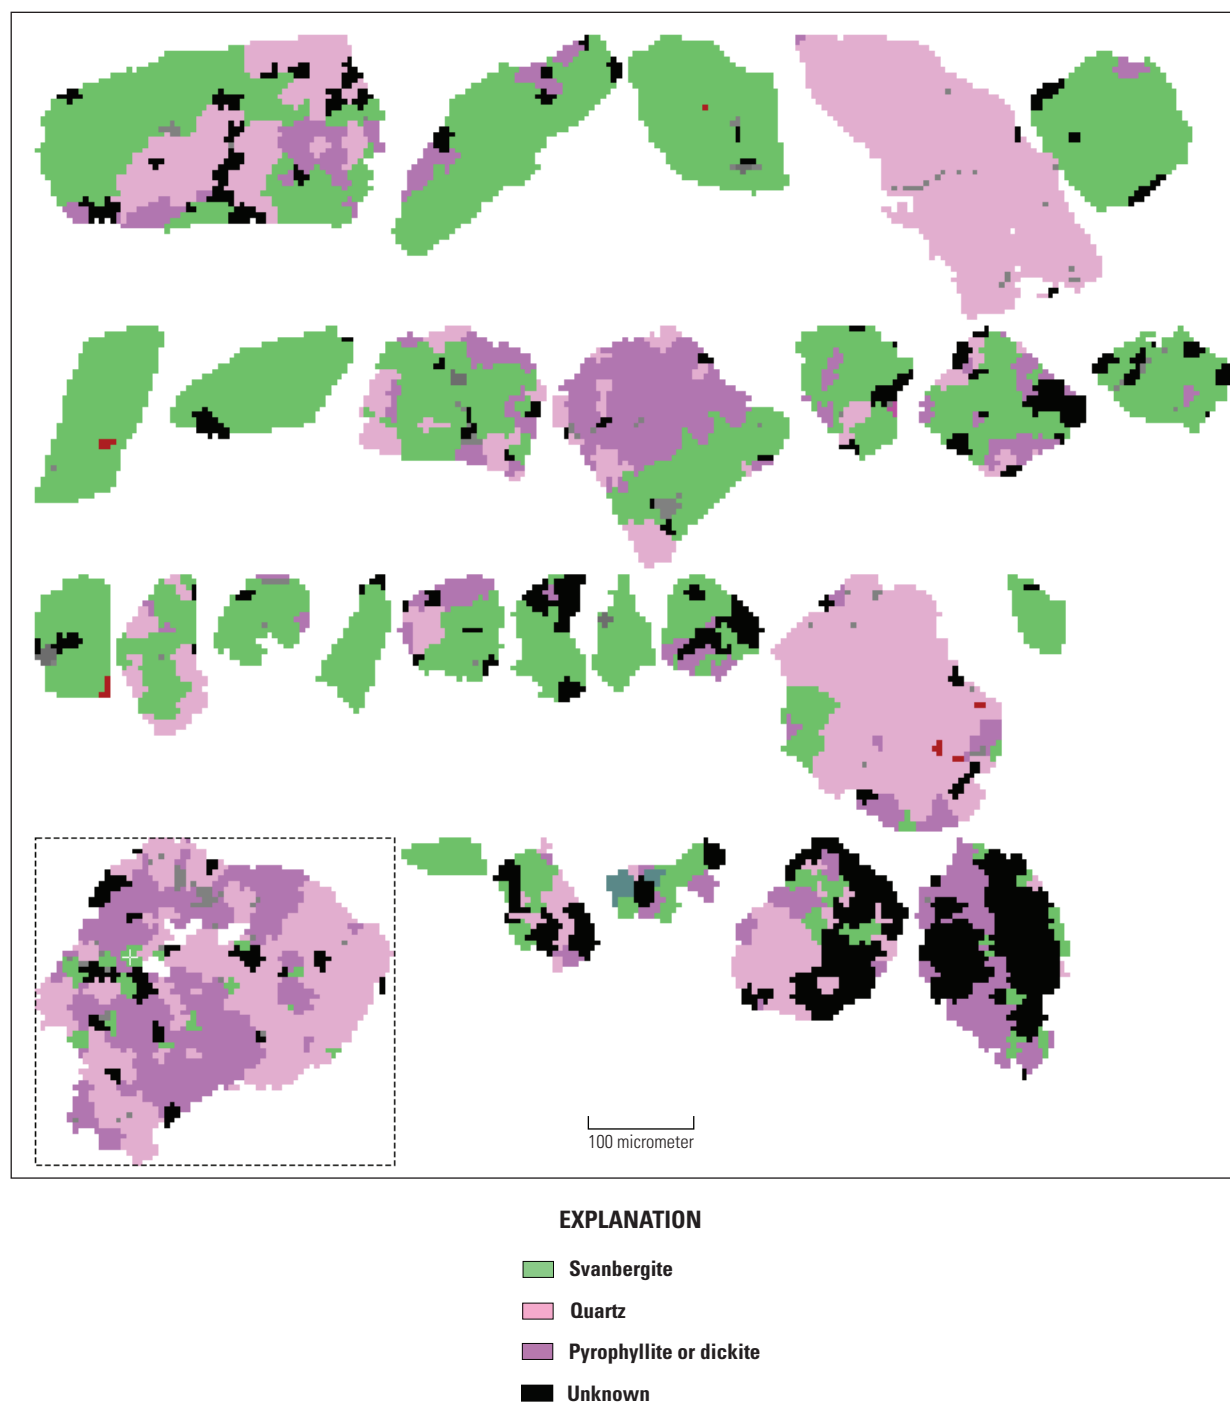 100 micrometer
EXPLANATION
Svanbergite
Quartz
Pyrophyllite or dickite
Unknown